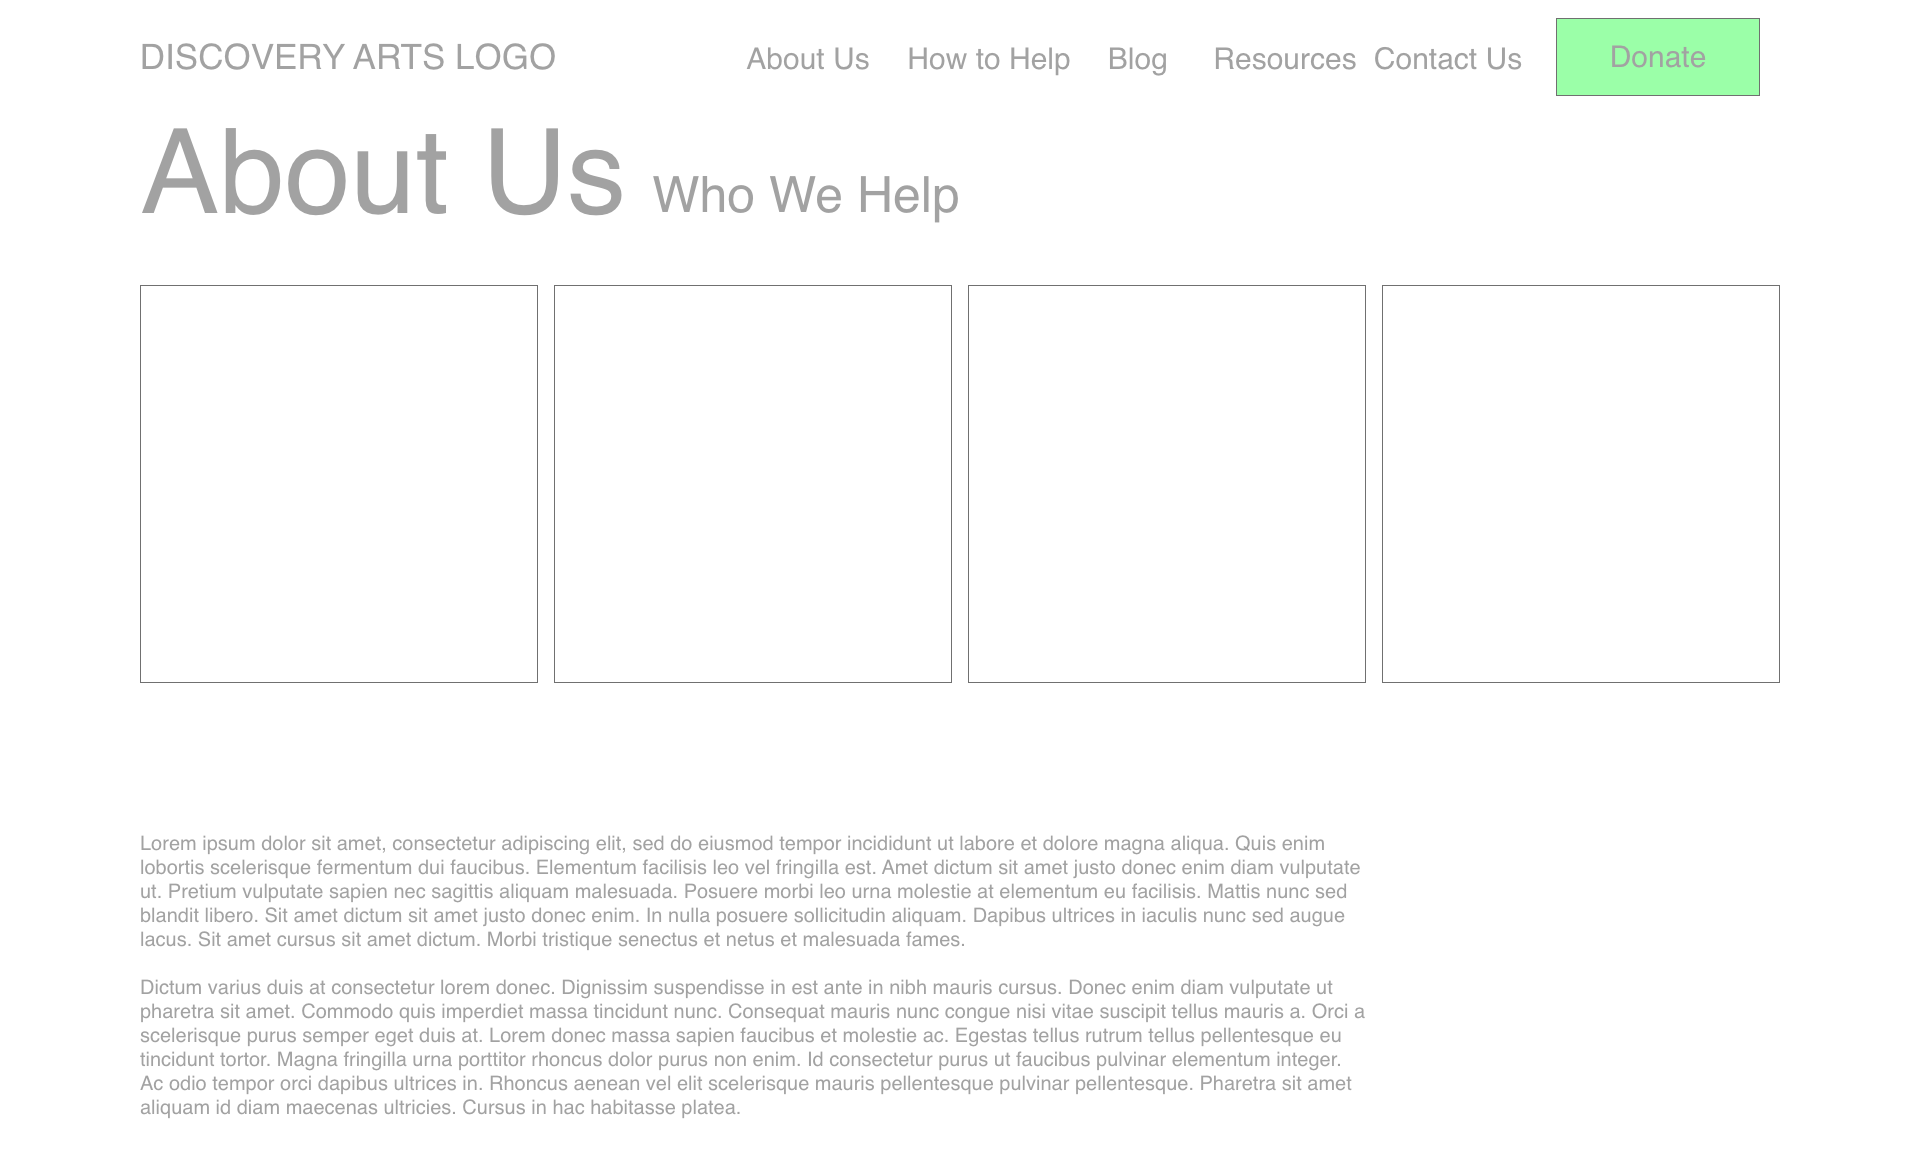 DISCOVERY ARTS LOGO
About Us How to Help Blog Resources Contact Us Donate
About Us Who We Help
Lorem ipsum dolor sit amet, consectetur adipiscing elit, sed do eiusmod tempor incididunt ut labore et dolore magna aliqua. Quis enim
lobortis scelerisque fermentum dui faucibus. Elementum facilisis leo vel fringilla est. Amet dictum sit amet justo donec enim diam vulputate
ut. Pretium vulputate sapien nec sagittis aliquam malesuada. Posuere morbi leo urna molestie at elementum eu facilisis. Mattis nunc sed
blandit libero. Sit amet dictum sit amet justo donec enim. In nulla posuere sollicitudin aliquam. Dapibus ultrices in iaculis nunc sed augue
lacus. Sit amet cursus sit amet dictum. Morbi tristique senectus et netus et malesuada fames.
Dictum varius duis at consectetur lorem donec. Dignissim suspendisse in est ante in nibh mauris cursus. Donec enim diam vulputate ut
pharetra sit amet. Commodo quis imperdiet massa tincidunt nunc. Consequat mauris nunc congue nisi vitae suscipit tellus mauris a. Orci a
scelerisque purus semper eget duis at. Lorem donec massa sapien faucibus et molestie ac. Egestas tellus rutrum tellus pellentesque eu
tincidunt tortor. Magna fringilla urna porttitor rhoncus dolor purus non enim. Id consectetur purus ut faucibus pulvinar elementum integer.
Ac odio tempor orci dapibus ultrices in. Rhoncus aenean vel elit scelerisque mauris pellentesque pulvinar pellentesque. Pharetra sit amet
aliquam id diam maecenas ultricies. Cursus in hac habitasse platea.